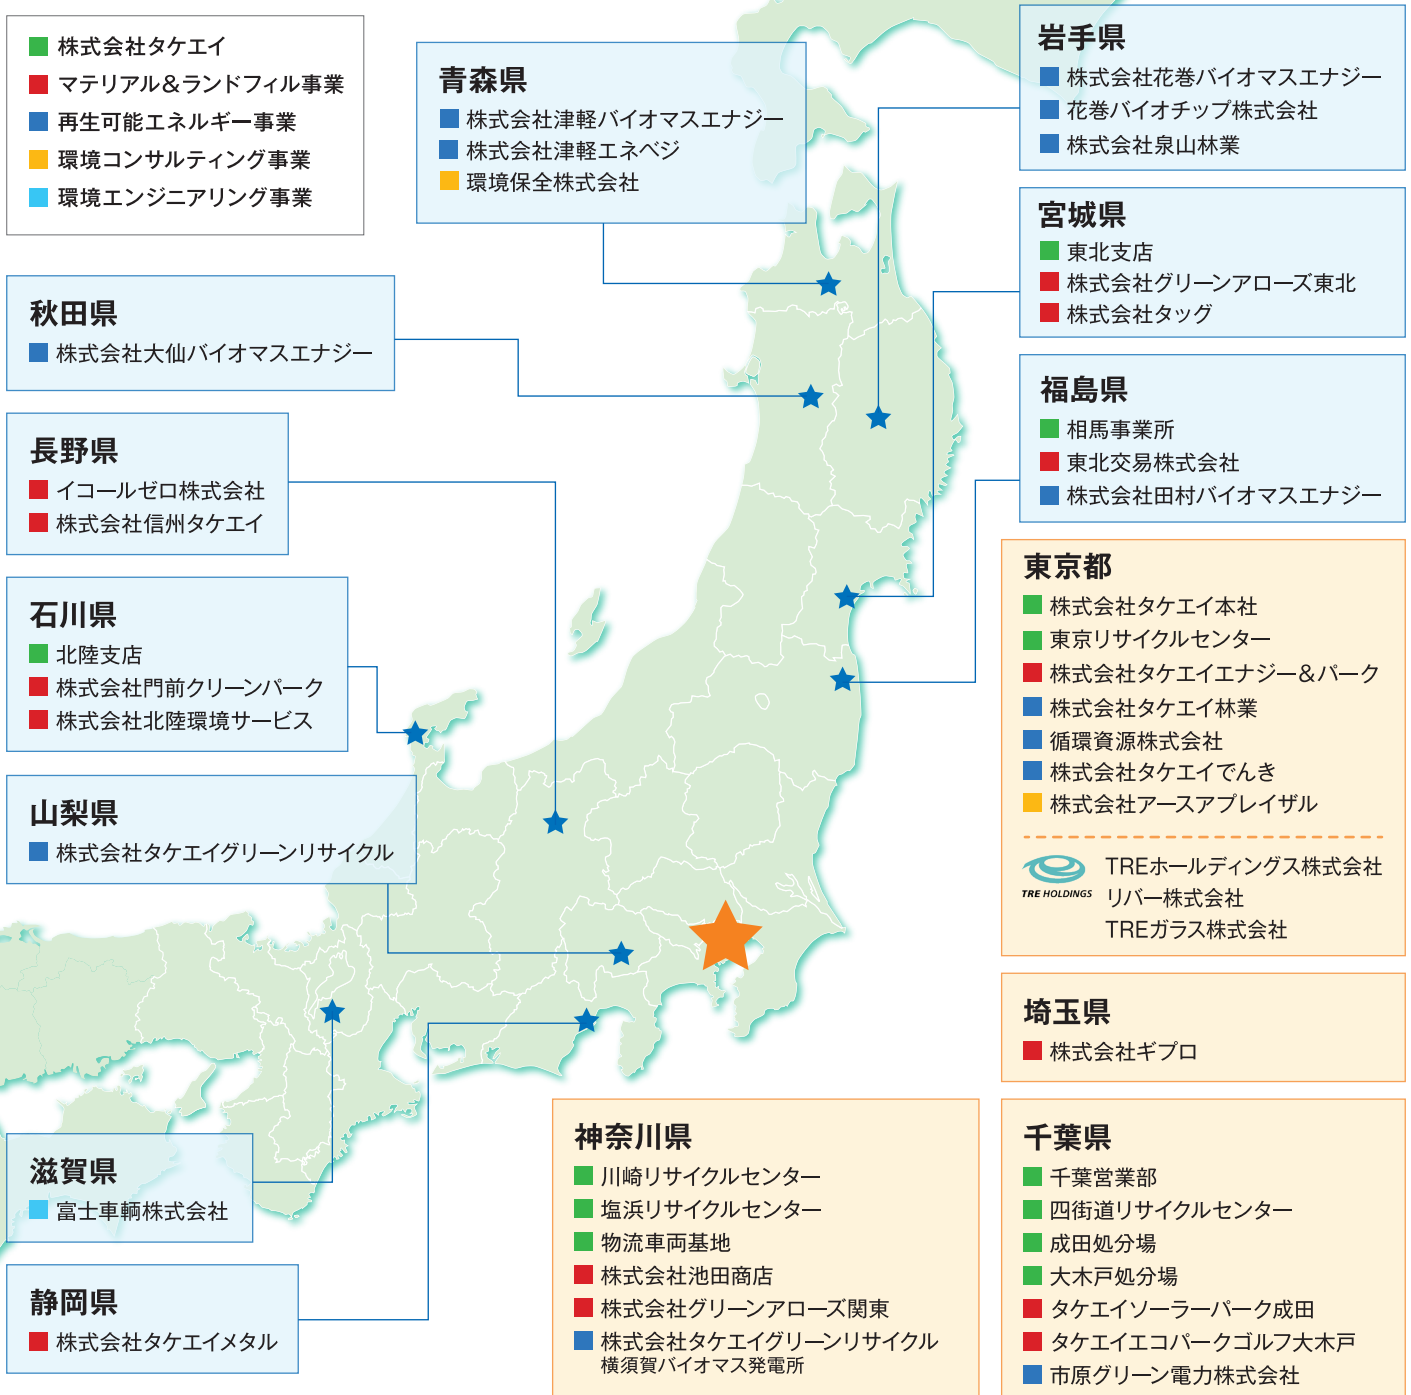 株式会社タケエイ
マテリアル&ランドフィル事業
再生可能エネルギー事業
環境コンサルティング事業
環境エンジニアリング事業
青森県
株式会社津軽バイオマスエナジー
株式会社津軽エネベジ
環境保全株式会社
岩手県
株式会社花巻バイオマスエナジー
花巻バイオチップ株式会社
株式会社泉山林業
宮城県
東北支店
株式会社グリーンアローズ東北
株式会社タッグ
秋田県
株式会社大仙バイオマスエナジー
福島県
相馬事業所
東北交易株式会社
株式会社田村バイオマスエナジー
長野県
イコールゼロ株式会社
株式会社信州タケエイ
石川県
北陸支店
株式会社門前クリーンパーク
株式会社北陸環境サービス
東京都
株式会社タケエイ本社
東京リサイクルセンター
株式会社タケエイエナジー&パーク
株式会社タケエイ林業
循環資源株式会社
株式会社タケエイでんき
株式会社アースアプレイザル
TRE HOLDINGS
TREホールディングス株式会社
リバー株式会社
TREガラス株式会社
山梨県
株式会社タケエイグリーンリサイクル
埼玉県
株式会社ギプロ
滋賀県
富士車輌株式会社
静岡県
株式会社タケエイメタル
神奈川県
川崎リサイクルセンター
塩浜リサイクルセンター
物流車両基地
株式会社池田商店
株式会社グリーンアローズ関東
株式会社タケエイグリーンリサイクル
横須賀バイオマス発電所
千葉県
千葉営業部
四街道リサイクルセンター
成田処分場
大木戸処分場
タケエイソーラーパーク成田
タケエイエコパークゴルフ大木戸
市原グリーン電力株式会社